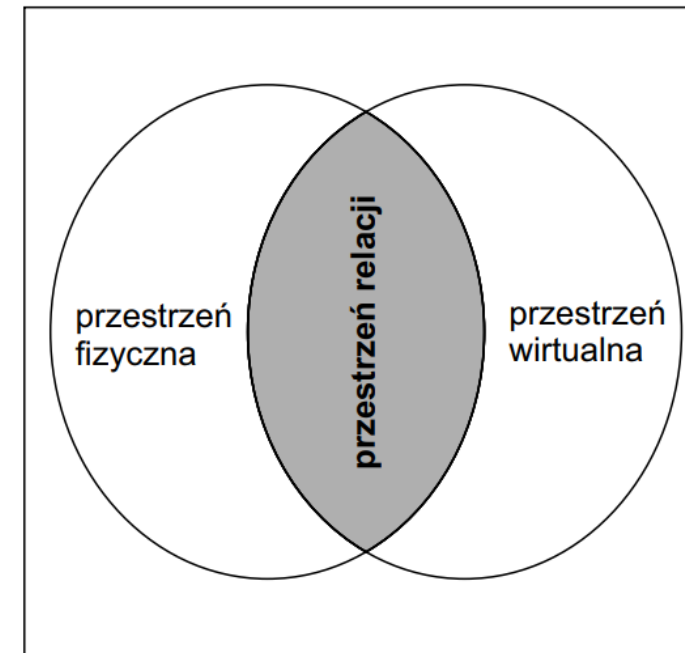 przestrzeń
fizyczna
przestrzeń relacji
przestrzeń
wirtualna